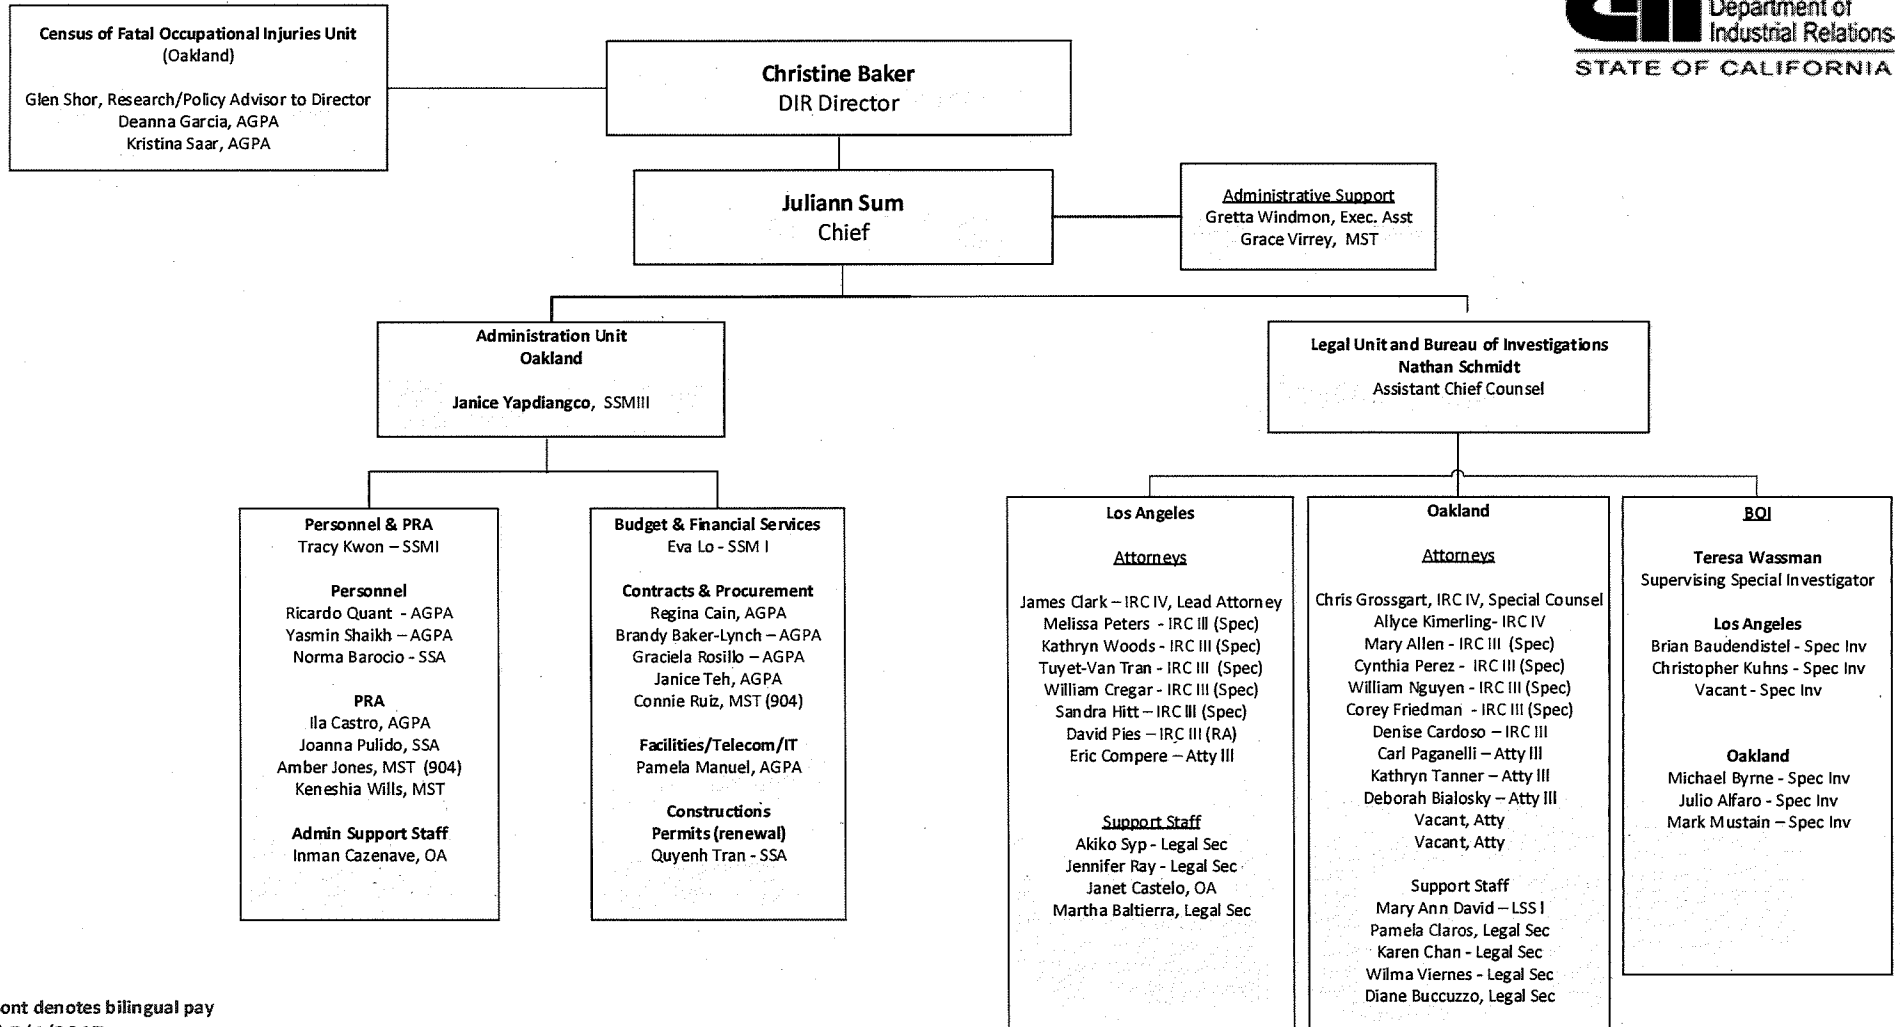 Census of Fatal Occupational Injuries Unit
(Oakland)
Glen Shor, Research/Policy Advisor to Director
Deanna Garcia, AGPA
Kristina Saar, AGPA
Department of
Industrial Relations
STATE OF CALIFORNIA
Christine Baker
DIR Director
Juliann Sum
Chief
Administrative Support
Gretta Windmon, Exec. Asst
Grace Virrey, MST
Administration Unit
Oakland
Janice Yapdiangco, SSMIII
Legal Unit and Bureau of Investigations
Nathan Schmidt
Assistant Chief Counsel
Personnel & PRA
Tracy Kwon – SSMI
Personnel
Ricardo Quant - AGPA
Yasmin Shaikh – AGPA
Norma Barocio - SSA
PRA
Ila Castro, AGPA
Joanna Pulido, SSA
Amber Jones, MST (904)
Keneshia Wills, MST
Admin Support Staff
Inman Cazenave, OA
Budget & Financial Services
Eva Lo - SSM I
Contracts & Procurement
Regina Cain, AGPA
Brandy Baker-Lynch – AGPA
Graciela Rosillo – AGPA
Janice Teh, AGPA
Connie Ruiz, MST (904)
Facilities/Telecom/IT
Pamela Manuel, AGPA
Constructions
Permits (renewal)
Quyenh Tran - SSA
Los Angeles
Attorneys
James Clark – IRC IV, Lead Attorney
Melissa Peters - IRC III (Spec)
Kathryn Woods - IRC III (Spec)
Tuyet-Van Tran - IRC III (Spec)
William Cregar - IRC III (Spec)
Sandra Hitt – IRC III (Spec)
David Pies – IRC III (RA)
Eric Compere – Atty III
Support Staff
Akiko Syp - Legal Sec
Jennifer Ray - Legal Sec
Janet Castelo, OA
Martha Baltierra, Legal Sec
Oakland
Attorneys
Chris Grossgart, IRC IV, Special Counsel
Allyce Kimerling- IRC IV
Mary Allen - IRC III (Spec)
Cynthia Perez - IRC III (Spec)
William Nguyen - IRC III (Spec)
Corey Friedman - IRC III (Spec)
Denise Cardoso – IRC III
Carl Paganelli – Atty III
Kathryn Tanner – Atty III
Deborah Bialosky – Atty III
Vacant, Atty
Vacant, Atty
Support Staff
Mary Ann David – LSS I
Pamela Claros, Legal Sec
Karen Chan - Legal Sec
Wilma Viernes - Legal Sec
Diane Buccuzzo, Legal Sec
BOI
Teresa Wassman
Supervising Special Investigator
Los Angeles
Brian Baudendistel - Spec Inv
Christopher Kuhns - Spec Inv
Vacant - Spec Inv
Oakland
Michael Byrne - Spec Inv
Julio Alfaro - Spec Inv
Mark Mustain – Spec Inv
ont denotes bilingual pay